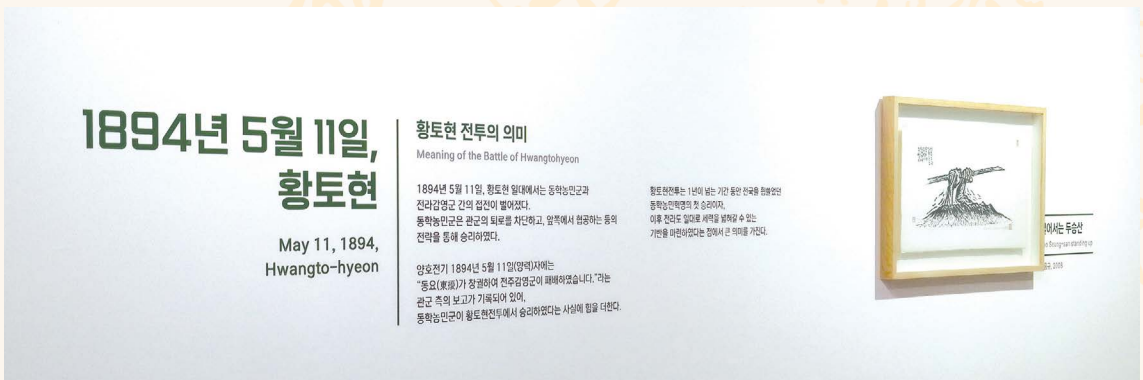 1894년 5월 11일,
황토현
May 11, 1894,
Hwangto-hyeon
황토현 전투의 의미
Meaning of the Battle of Hwangtohyeon
1894년 5월 11일, 황토현 일대에서는 동학농민군과
전라감영군 간의 접전이 벌어졌다.
동학농민군은 관군의 퇴로를 차단하고, 앞쪽에서 협공하는 등의
전략을 통해 승리하였다.
양호전기 1894년 5월 11일(양력)자에는
“동요(東擾)가 창궐하여 전주감영군이 패배하였습니다.”라는
관군 측의 보고가 기록되어 있어,
동학농민군이 황토현전투에서 승리하였다는 사실에 힘을 더한다.
황토현전투는 1년이 넘는 기간 동안 전국을 휩쓸었던
동학농민혁명의 첫 승리이자,
이후 전라도 일대로 세력을 넓혀갈 수 있는
기반을 마련하였다는 점에서 큰 의미를 가진다.
어서는 두승산
standing up
2005